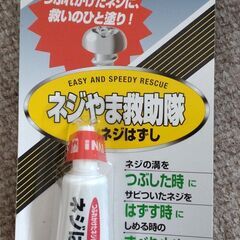 つぶれかけたネジに、
救いのひと塗り!
EASY AND SPEEDY RESCUE
ネジやま救助隊
ネジはずし
ネジの溝を
つぶした時に
サビついたネジを
はずす時に
しめる時の
ネジは